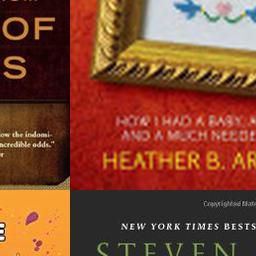 OF
S
ow the indomi-
ncredible odds."
HOW I HAD A BABY, A
AND A MUCH NEEDE
HEATHER B. AR
Copyrighted Mate
NEW YORK TIMES BESTS
STEVEN
E